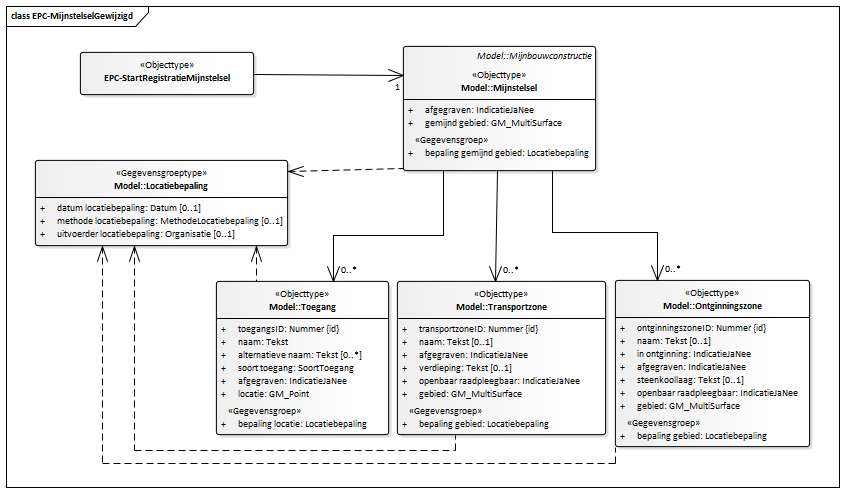 class EPC-MijnstelselGewijzigd
«Objecttype»
EPC-StartRegistratieMijnstelsel
1
Model::Mijnbouwconstructie
«Objecttype»
Model::Mijnstelsel
+ afgegraven: IndicatieJaNee
+ gemijnd gebied: GM_MultiSurface
«Gegevensgroep»
+ bepaling gemijnd gebied: Locatiebepaling
«Gegevensgroeptype»
Model::Locatiebepaling
+ datum locatiebepaling: Datum [0..1]
+ methode locatiebepaling: MethodeLocatiebepaling [0..1]
+ uitvoerder locatiebepaling: Organisatie [0..1]
0..*
0..*
0..*
«Objecttype»
Model::Toegang
+ toegangsID: Nummer {id}
+ naam: Tekst
+ alternatieve naam: Tekst [0..*]
+ soort toegang: SoortToegang
+ afgegraven: IndicatieJaNee
+ locatie: GM_Point
«Gegevensgroep»
+ bepaling locatie: Locatiebepaling
«Objecttype»
Model::Transportzone
+ transportzoneID: Nummer {id}
+ naam: Tekst [0..1]
+ afgegraven: IndicatieJaNee
+ verdieping: Tekst [0..1]
+ openbaar raadpleegbaar: IndicatieJaNee
+ gebied: GM_MultiSurface
«Gegevensgroep»
+ bepaling gebied: Locatiebepaling
«Objecttype»
Model::Ontginningszone
+ ontginningszoneID: Nummer {id}
+ naam: Tekst [0..1]
+ in ontginning: IndicatieJaNee
+ afgegraven: IndicatieJaNee
+ steenkoollaag: Tekst [0..1]
+ openbaar raadpleegbaar: IndicatieJaNee
+ gebied: GM_MultiSurface
«Gegevensgroep»
+ bepaling gebied: Locatiebepaling